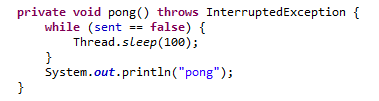 private void pong() throws InterruptedException {
    while (sent == false) {
        Thread.sleep(100);
    }
    System.out.println("pong");
}